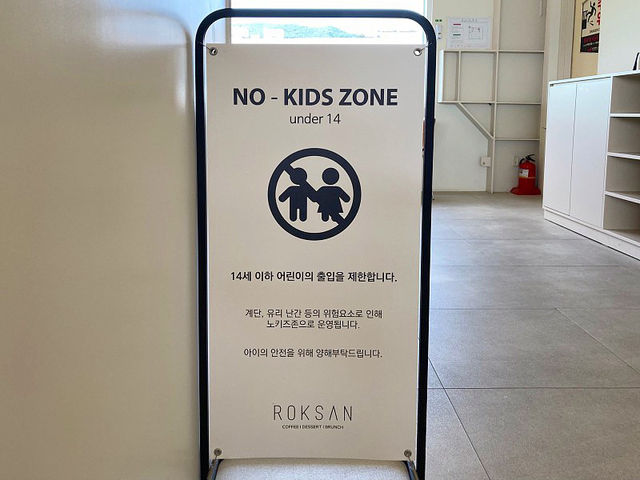 NO - KIDS ZONE
under 14
14세 이하 어린이의 출입을 제한합니다.
계단, 유리 난간 등의 위험요소로 인해
노키즈존으로 운영됩니다.
아이의 안전을 위해 양해부탁드립니다.
ROKSAN
COFFEE | DESSERT | BRUNCH